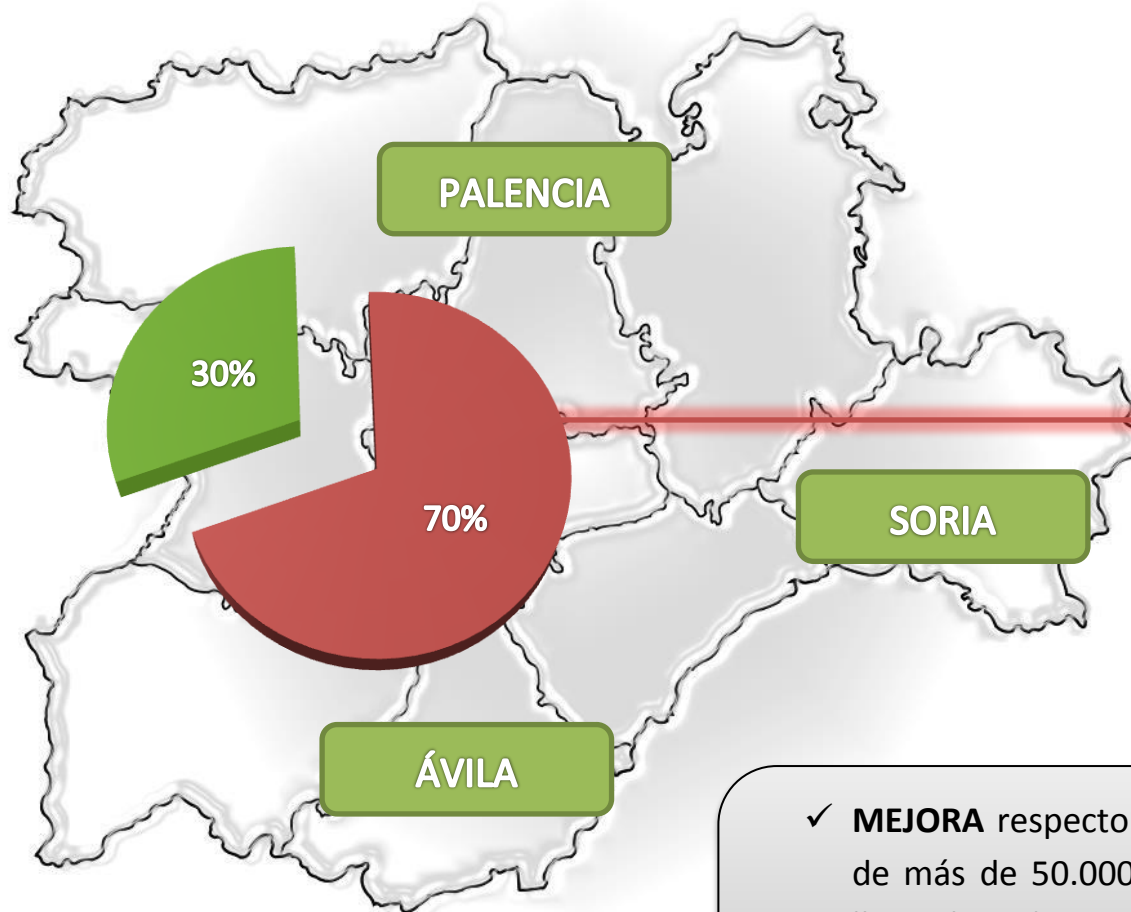 PALENCIA
30%
70%
SORIA
ÁVILA
✓ MEJORA respecto
de más de 50.000